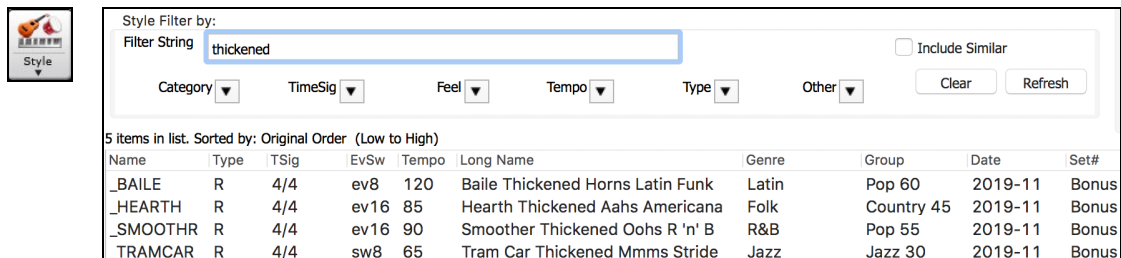 Style
Style Filter by:
Filter String thickened Include Similar
Category TimeSig Feel Tempo Type Other Clear Refresh
5 items in list. Sorted by: Original Order (Low to High)
Name Type TSig EvSw Tempo Long Name Genre Group Date Set#
_BAILE R 4/4 ev8 120 Baile Thickened Horns Latin Funk Latin Pop 60 2019-11 Bonus
_HEARTH R 4/4 ev16 85 Hearth Thickened Aahs Americana Folk Country 45 2019-11 Bonus
_SMOOTHR R 4/4 ev16 90 Smoother Thickened Oohs R 'n' B R&B Pop 55 2019-11 Bonus
_TRAMCAR R 4/4 sw8 65 Tram Car Thickened Mmms Stride Jazz Jazz 30 2019-11 Bonus